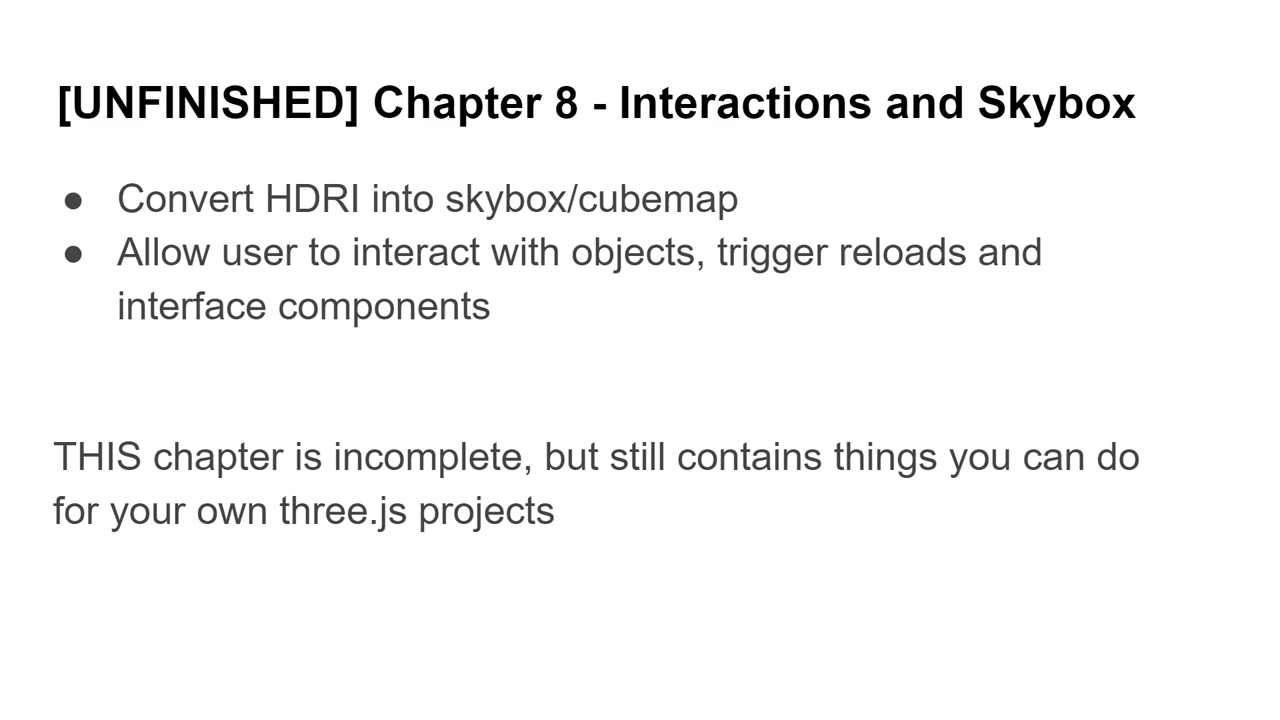 [UNFINISHED] Chapter 8 - Interactions and Skybox
● Convert HDRI into skybox/cubemap
● Allow user to interact with objects, trigger reloads and
interface components
THIS chapter is incomplete, but still contains things you can do
for your own three.js projects